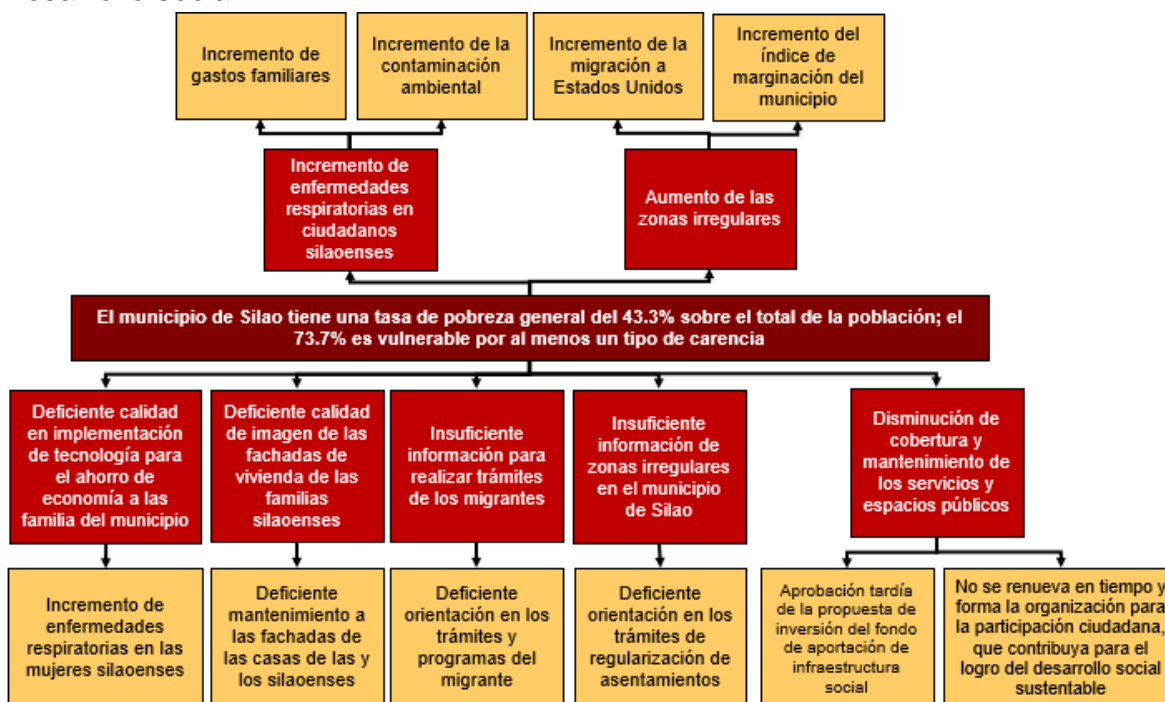 Incremento de
gastos familiares
Incremento de la
contaminación
ambiental
Incremento de la
migración a
Estados Unidos
Incremento del
índice de
marginación del
municipio
Incremento de
enfermedades
respiratorias en
ciudadanos
silaoenses
Aumento de las
zonas irregulares
El municipio de Silao tiene una tasa de pobreza general del 43.3% sobre el total de la población; el
73.7% es vulnerable por al menos un tipo de carencia
Deficiente calidad
en implementación
de tecnología para
el ahorro de
economía a las
familia del municipio
Deficiente calidad
de imagen de las
fachadas de
vivienda de las
familias
silaoenses
Insuficiente
información para
realizar trámites
de los migrantes
Insuficiente
información de
zonas irregulares
en el municipio
de Silao
Disminución de
cobertura y
mantenimiento de
los servicios y
espacios públicos
Incremento de
enfermedades
respiratorias en las
mujeres silaoenses
Deficiente
mantenimiento a
las fachadas de
las casas de las y
los silaoenses
Deficiente
orientación en los
trámites y
programas del
migrante
Deficiente
orientación en los
trámites de
regularización de
asentamientos
Aprobación tardía
de la propuesta de
inversión del fondo
de aportación de
infraestructura
social
No se renueva en tiempo y
forma la organización para
la participación ciudadana,
que contribuya para el
logro del desarrollo social
sustentable